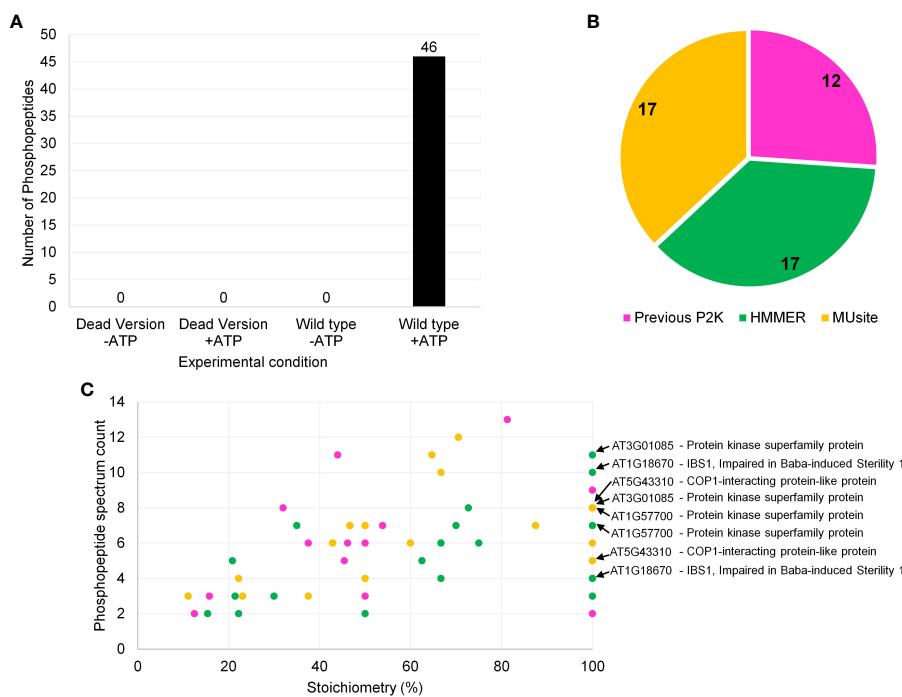 A
Number of Phosphopeptides
50
45
40
35
30
25
20
15
10
5
0
0
0
0
46
Dead Version
-ATP
Dead Version
+ATP
Wild type
-ATP
Wild type
+ATP
Experimental condition
B
12
17
17
Previous P2K
HMMER
MUsite
C
Phosphopeptide spectrum count
14
12
10
8
6
4
2
0
0
20
40
60
80
100
Stoichiometry (%)
AT3G01085 - Protein kinase superfamily protein
AT1G18670 - IBS1, Impaired in Baba-induced Sterility 1
AT5G43310 - COP1-interacting protein-like protein
AT3G01085 - Protein kinase superfamily protein
AT1G57700 - Protein kinase superfamily protein
AT1G57700 - Protein kinase superfamily protein
AT5G43310 - COP1-interacting protein-like protein
AT1G18670 - IBS1, Impaired in Baba-induced Sterility 1